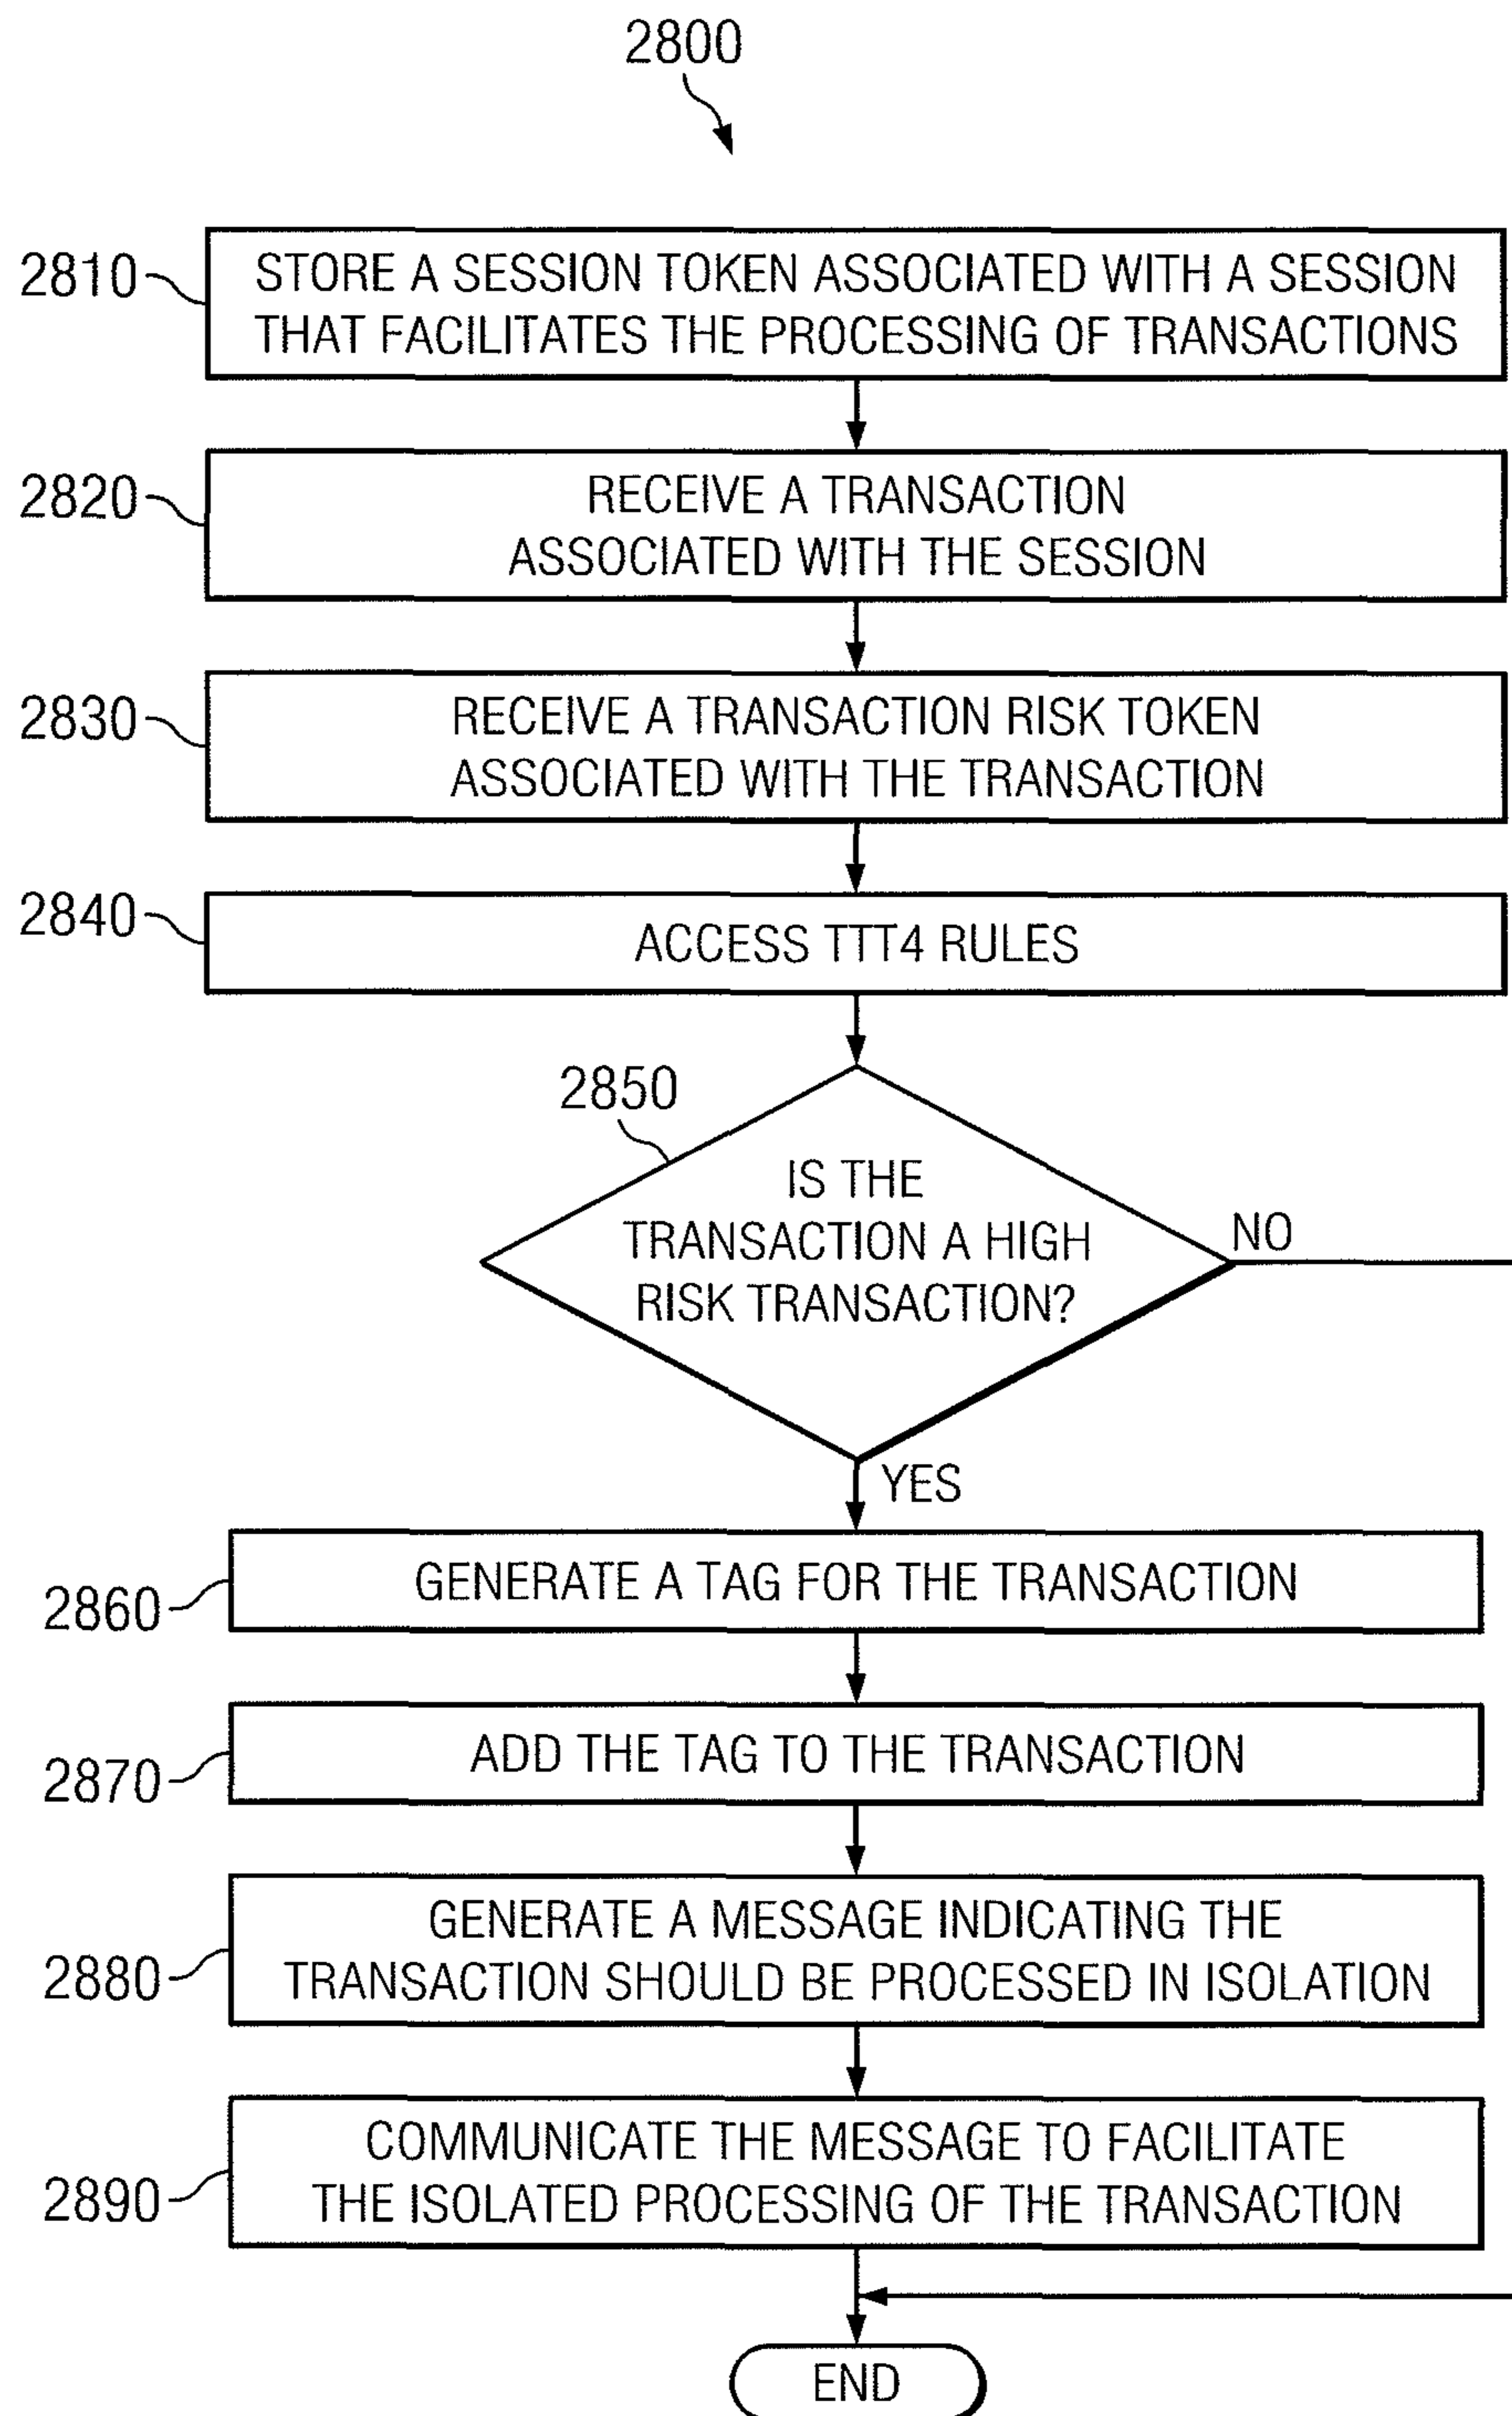 2800
2810
STORE A SESSION TOKEN ASSOCIATED WITH A SESSION
THAT FACILITATES THE PROCESSING OF TRANSACTIONS
2820
RECEIVE A TRANSACTION
ASSOCIATED WITH THE SESSION
2830
RECEIVE A TRANSACTION RISK TOKEN
ASSOCIATED WITH THE TRANSACTION
2840
ACCESS TTT4 RULES
2850
IS THE
TRANSACTION A HIGH
RISK TRANSACTION?
NO
YES
2860
GENERATE A TAG FOR THE TRANSACTION
2870
ADD THE TAG TO THE TRANSACTION
2880
GENERATE A MESSAGE INDICATING THE
TRANSACTION SHOULD BE PROCESSED IN ISOLATION
2890
COMMUNICATE THE MESSAGE TO FACILITATE
THE ISOLATED PROCESSING OF THE TRANSACTION
END